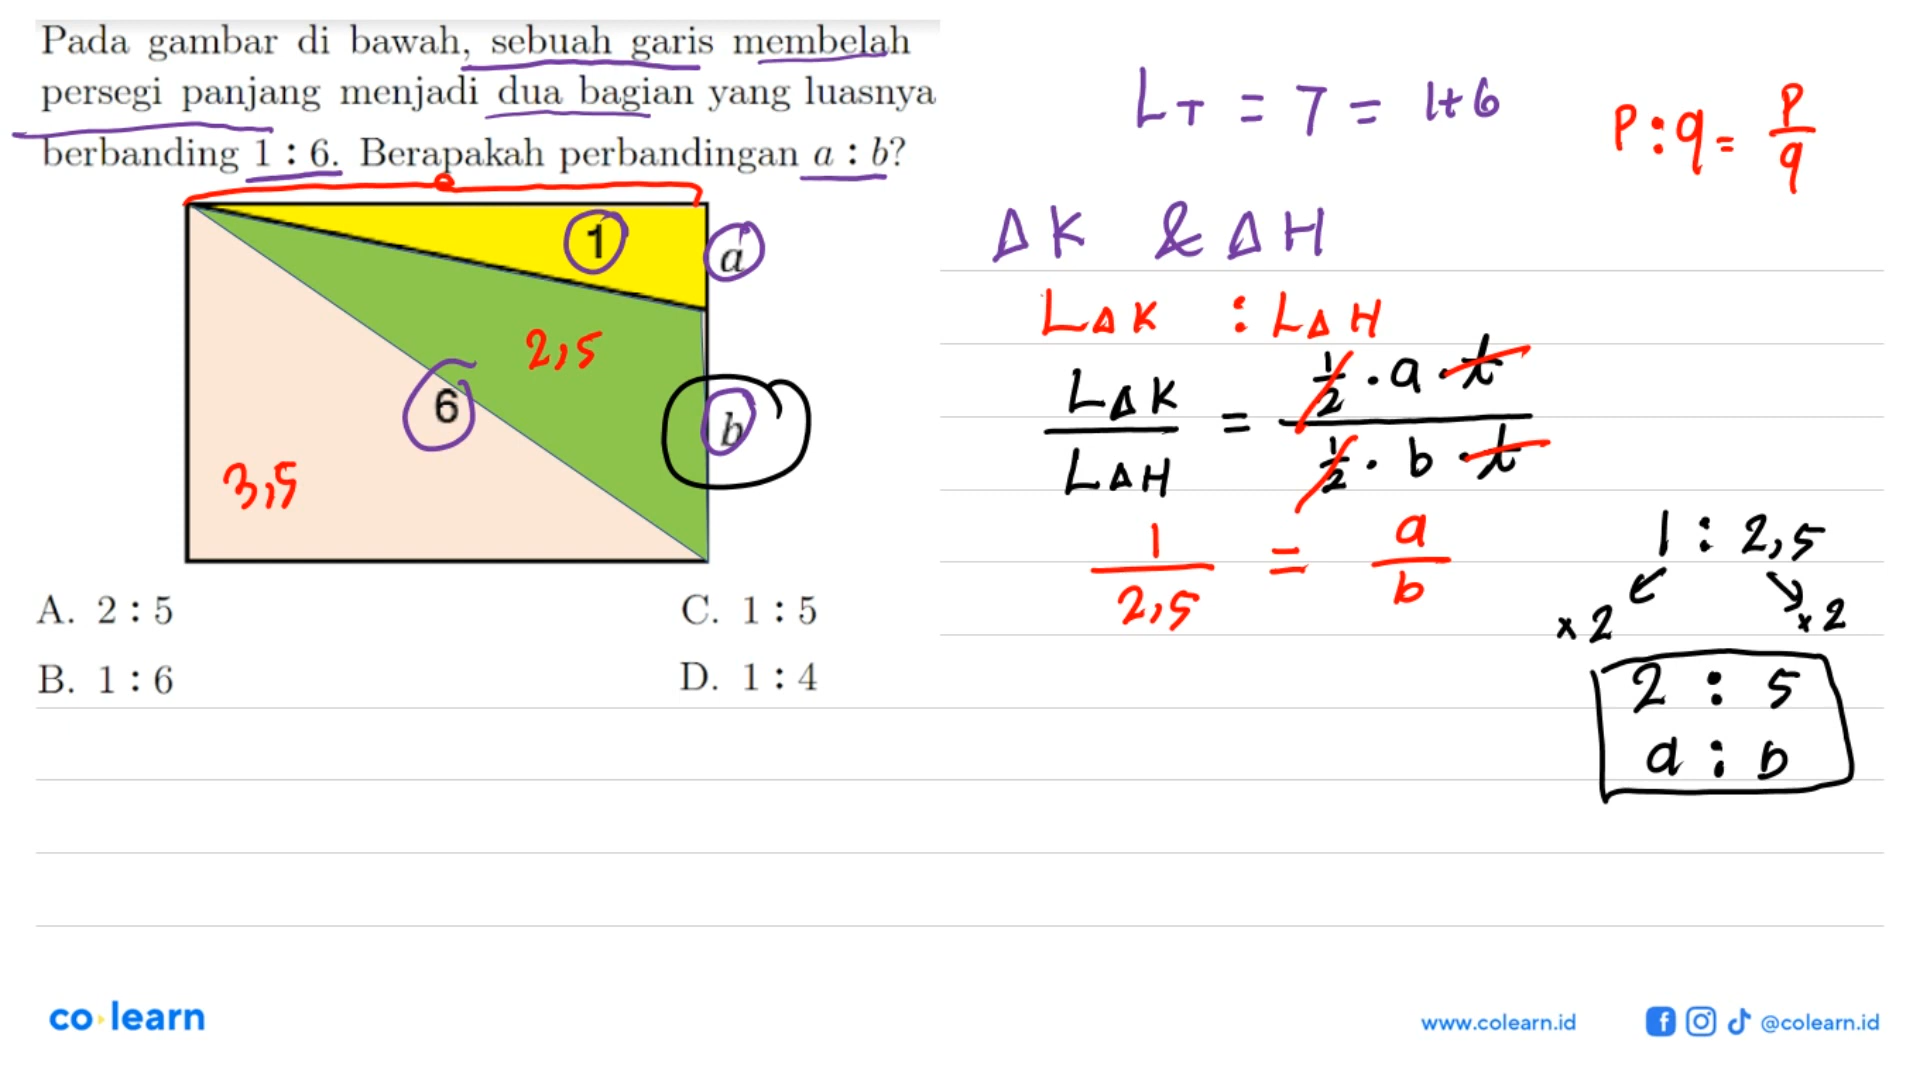 Pada gambar di bawah, sebuah garis membelah
persegi panjang menjadi dua bagian yang luasnya
berbanding 1 : 6. Berapakah perbandingan a : b?
1
a
2,5
6
b
3,5
A. 2 : 5
C. 1 : 5
B. 1 : 6
D. 1 : 4
LT = 7 = 1+6
P : q = P/q
ΔK & ΔH
LΔK : LΔH
LΔK/LΔH = (1/2 · a · t)/(1/2 · b · t)
1/2,5 = a/b
1 : 2,5
×2 ×2
2 : 5
a : b
co learn
www.colearn.id
@colearn.id